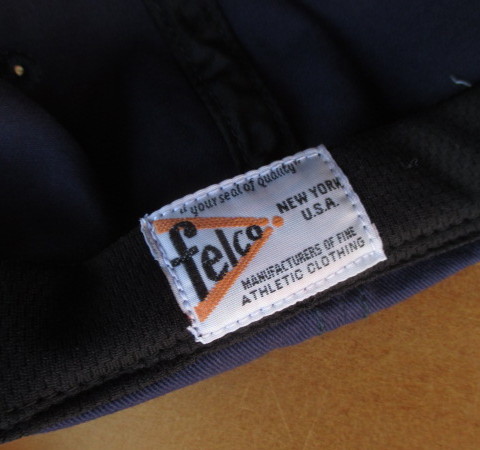 "your seal of quality"
felco
NEW YORK
U.S.A.
MANUFACTURERS OF FINE
ATHLETIC CLOTHING